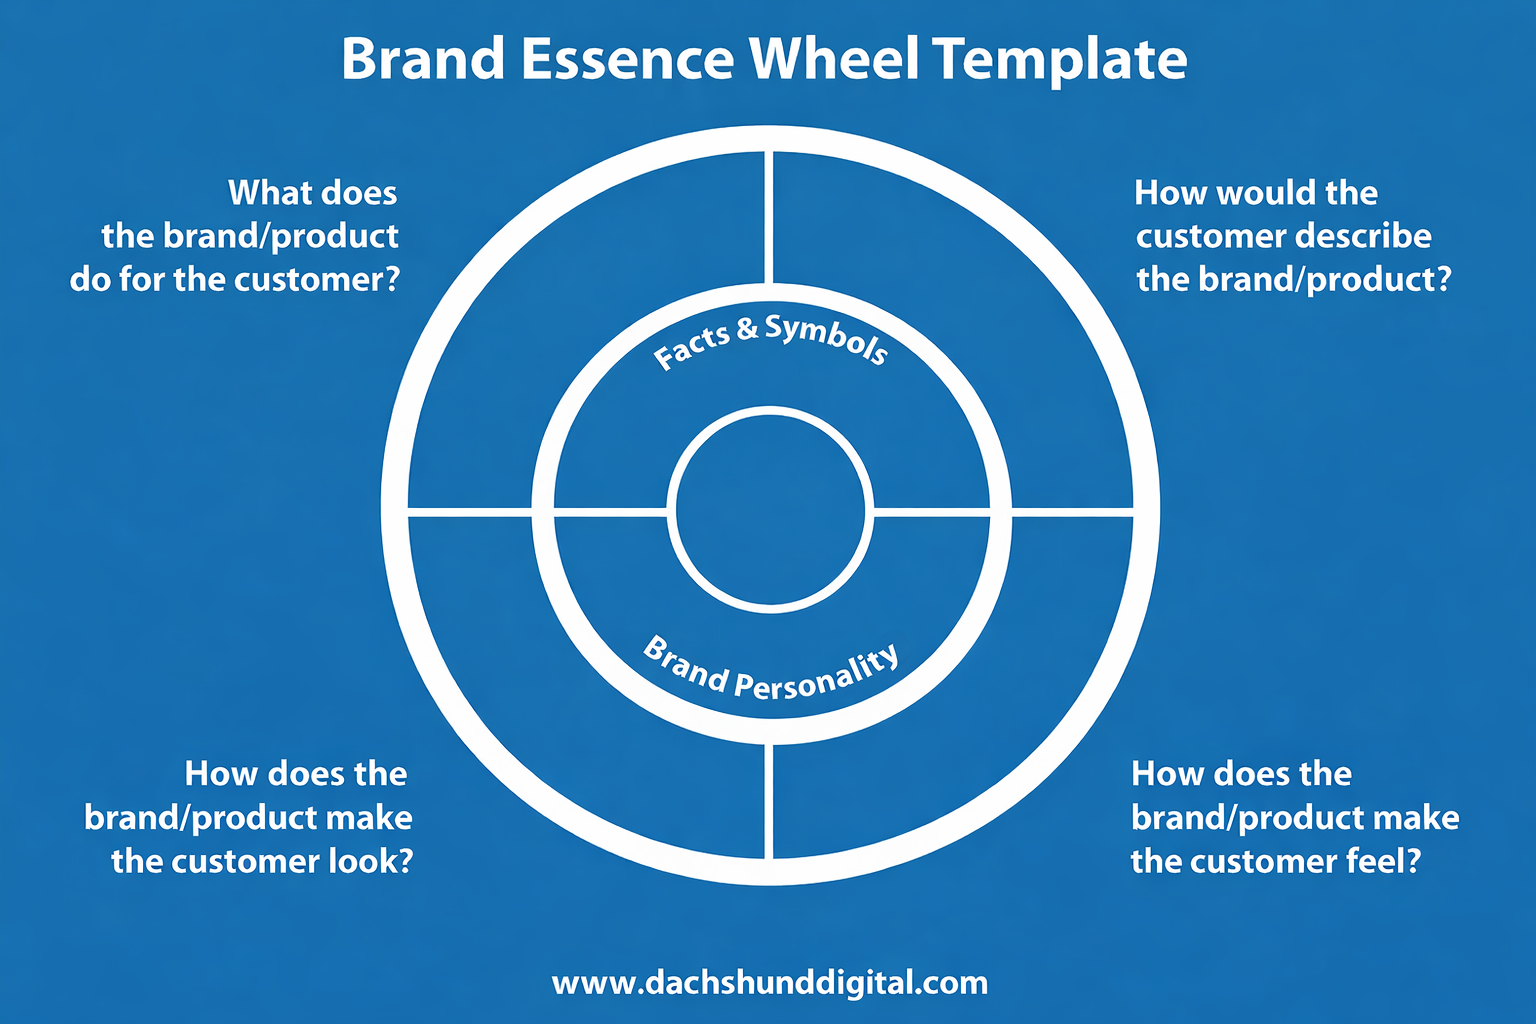 Brand Essence Wheel Template
What does
the brand/product
do for the customer?
How would the
customer describe
the brand/product?
Facts & Symbols
Brand Personality
How does the
brand/product make
the customer look?
How does the
brand/product make
the customer feel?
www.dachshunddigital.com